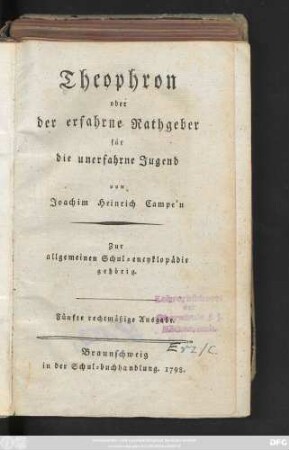 Theophron
oder
der erfahrne Rathgeber
für
die unerfahrne Jugend
von
Joachim Heinrich Campe'n
Zur
allgemeinen Schul-encyklopädie
gehörig.
Fünfte rechtmäßige Ausgabe.
Braunschweig
in der Schul-buchhandlung. 1798.